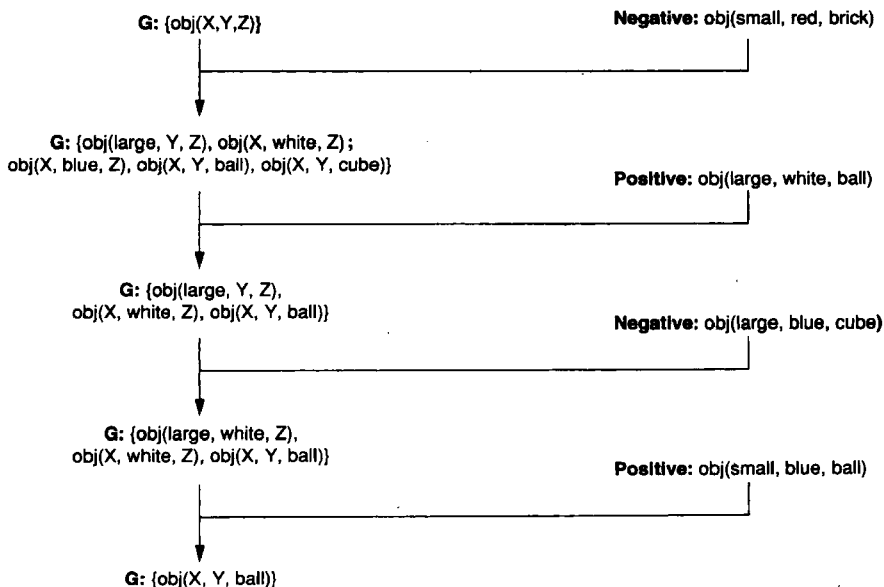 G: {obj(X,Y,Z)}
Negative: obj(small, red, brick)
G: {obj(large, Y, Z), obj(X, white, Z);
obj(X, blue, Z), obj(X, Y, ball), obj(X, Y, cube)}
Positive: obj(large, white, ball)
G: {obj(large, Y, Z),
obj(X, white, Z), obj(X, Y, ball)}
Negative: obj(large, blue, cube)
G: {obj(large, white, Z),
obj(X, white, Z), obj(X, Y, ball)}
Positive: obj(small, blue, ball)
G: {obj(X, Y, ball)}